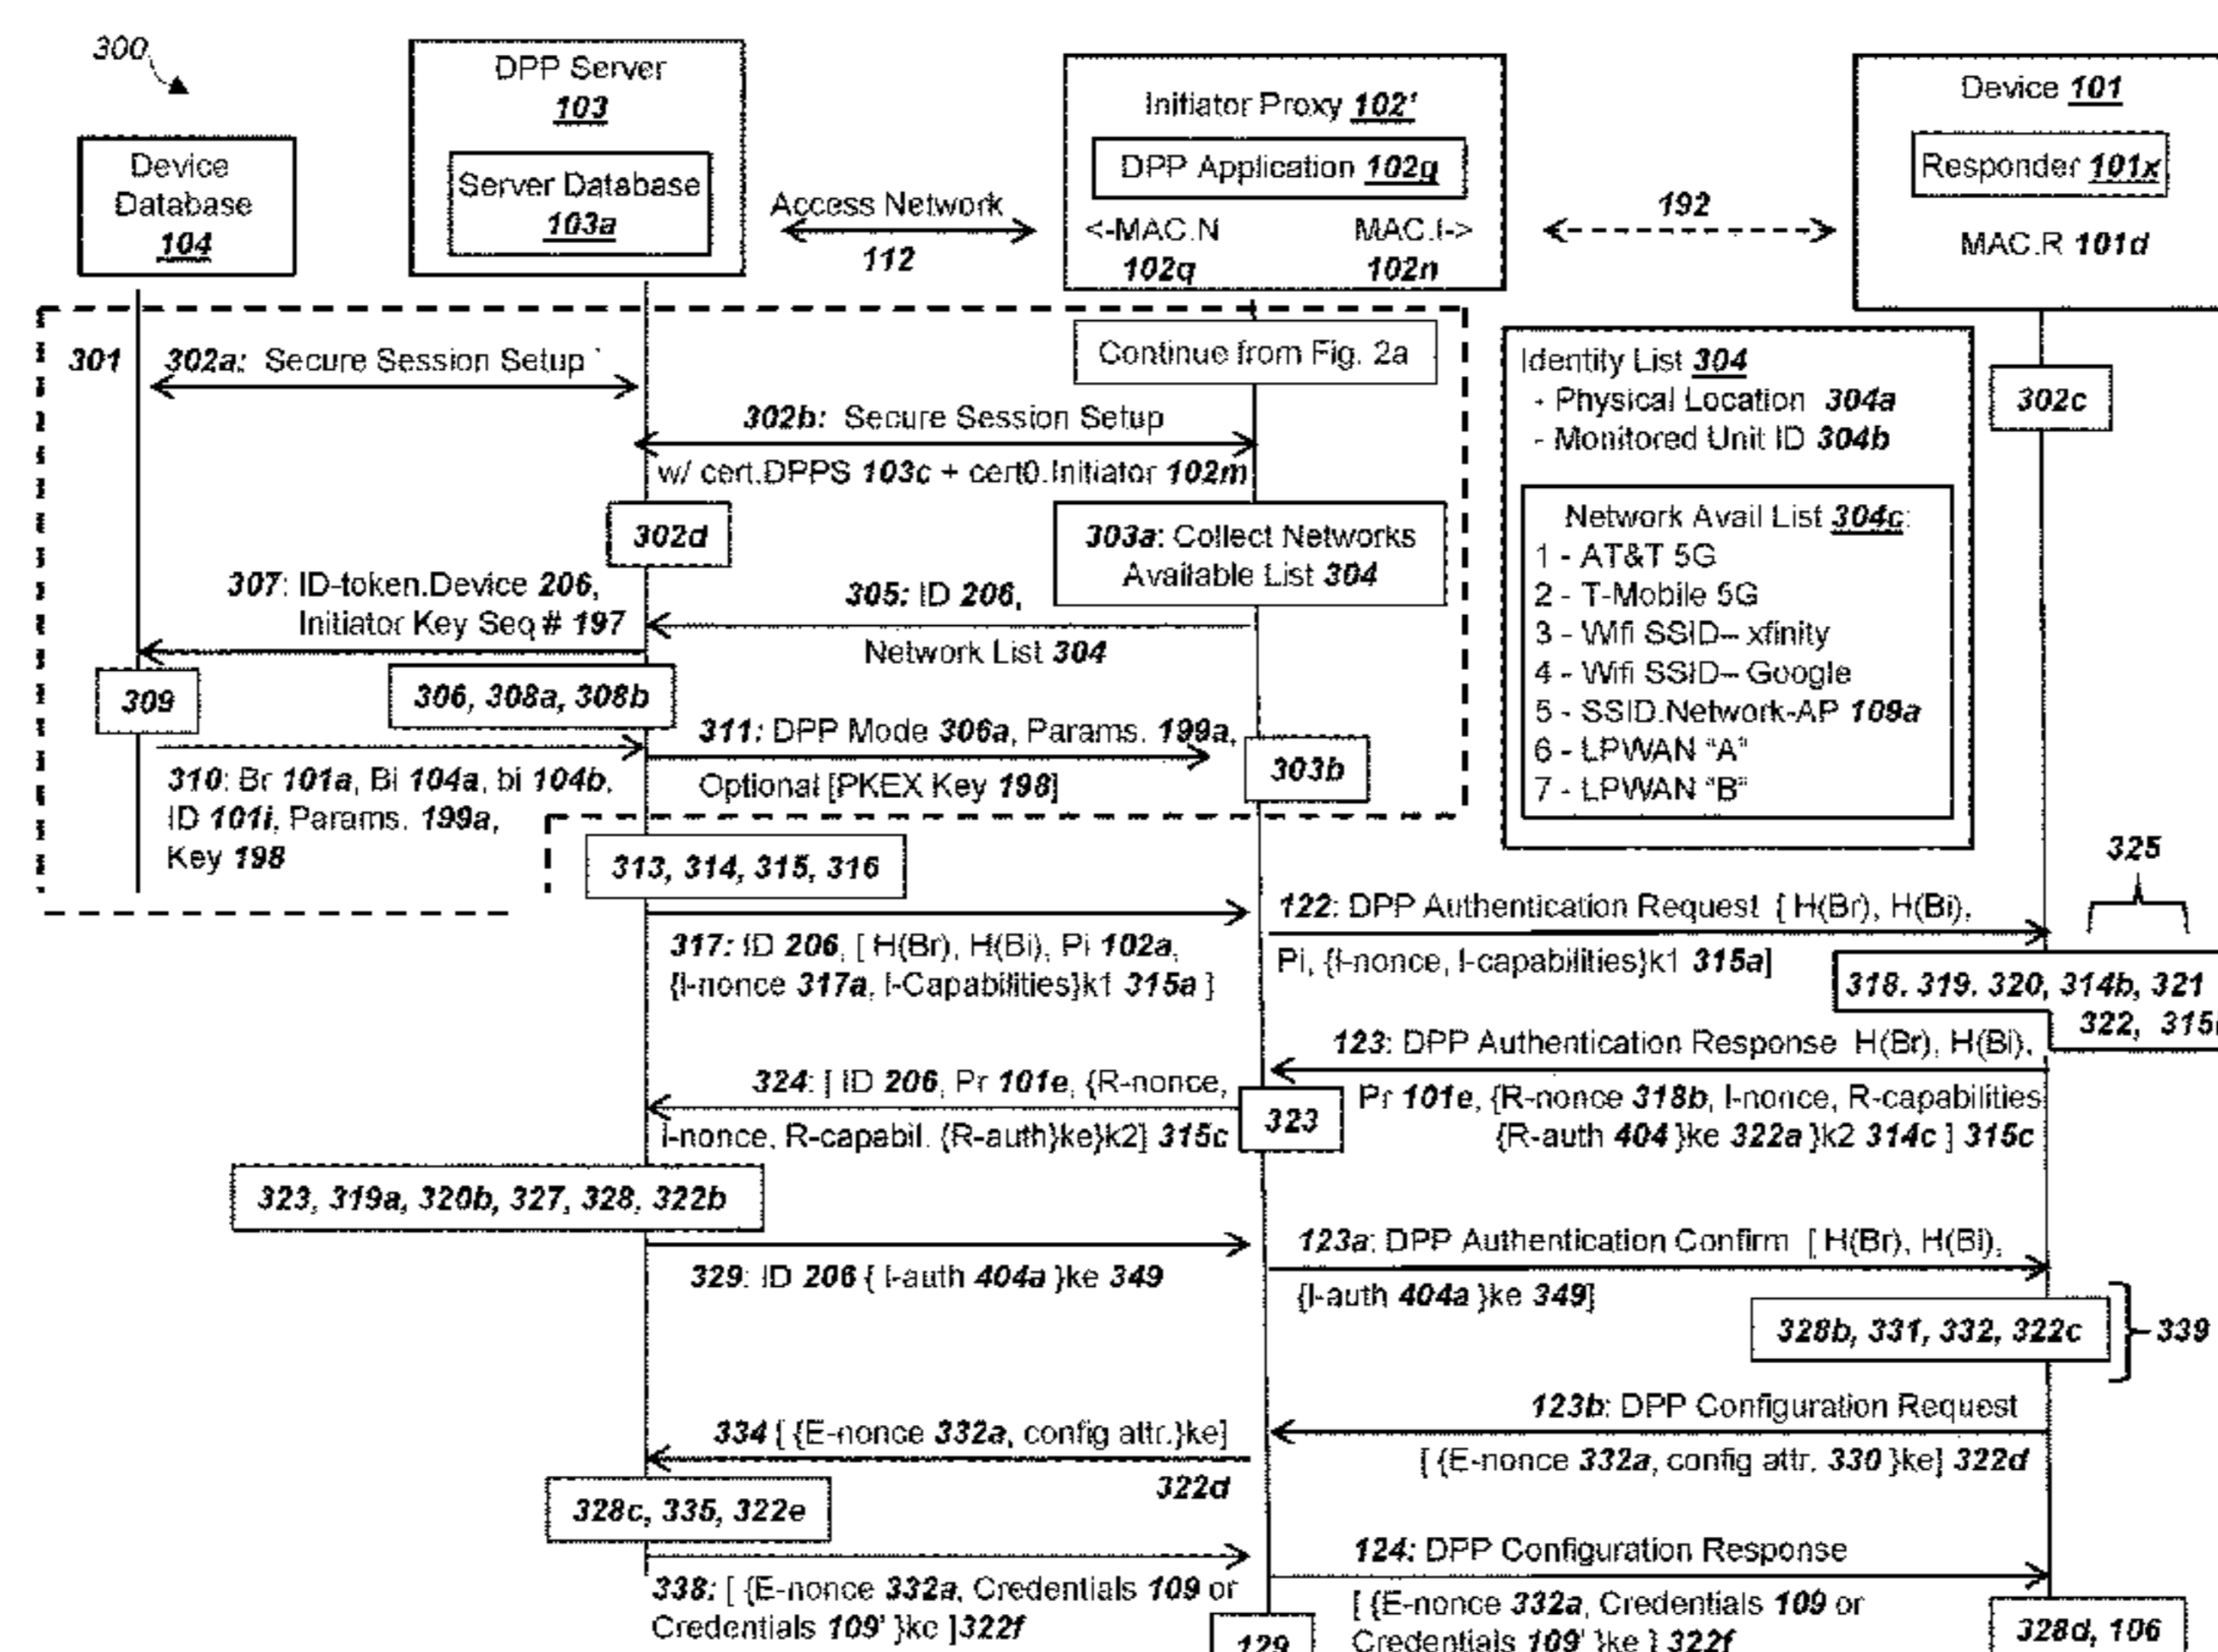 300
Device
Database
104
DPP Server
103
Server Database
103a
Access Network
112
Initiator Proxy 102'
DPP Application 102g
<-MAC.N
102q
MAC.I->
102n
192
Device 101
Responder 101x
MAC.R 101d
301
302a: Secure Session Setup
Continue from Fig. 2a
302b: Secure Session Setup
w/ cert.DPPS 103c + cert0.Initiator 102m
302c
Identity List 304
- Physical Location 304a
- Monitored Unit ID 304b
Network Avail List 304c:
1 - AT&T 5G
2 - T-Mobile 5G
3 - Wifi SSID-- xfinity
4 - Wifi SSID-- Google
5 - SSID.Network-AP 109a
6 - LPWAN "A"
7 - LPWAN "B"
302d
303a: Collect Networks
Available List 304
307: ID-token.Device 206,
Initiator Key Seq # 197
305: ID 206,
Network List 304
309
306, 308a, 308b
311: DPP Mode 306a, Params. 199a,
Optional [PKEX Key 198]
303b
310: Br 101a, Bi 104a, bi 104b,
ID 101i, Params. 199a,
Key 198
313, 314, 315, 316
325
317: ID 206, [ H(Br), H(Bi), Pi 102a,
{I-nonce 317a, I-Capabilities}k1 315a ]
122: DPP Authentication Request [ H(Br), H(Bi),
Pi, {I-nonce, I-capabilities}k1 315a]
318. 319. 320, 314b, 321
322,
123: DPP Authentication Response H(Br), H(Bi),
Pr 101e, {R-nonce 318b, I-nonce, R-capabilities
{R-auth 404 }ke 322a }k2 314c ] 315c
324: [ ID 206, Pr 101e, {R-nonce,
I-nonce, R-capabil. {R-auth}ke}k2] 315c
323
323, 319a, 320b, 327, 328, 322b
329: ID 206 { I-auth 404a }ke 349
123a: DPP Authentication Confirm [ H(Br), H(Bi),
{I-auth 404a }ke 349]
328b, 331, 332, 322c
339
123b: DPP Configuration Request
[ {E-nonce 332a, config attr. 330 }ke] 322d
334 [ {E-nonce 332a, config attr.}ke]
322d
328c, 335, 322e
338: [ {E-nonce 332a, Credentials 109 or
Credentials 109' }ke ]322f
129
124: DPP Configuration Response
[ {E-nonce 332a, Credentials 109 or
Credentials 109' }ke ] 322f
328d, 106